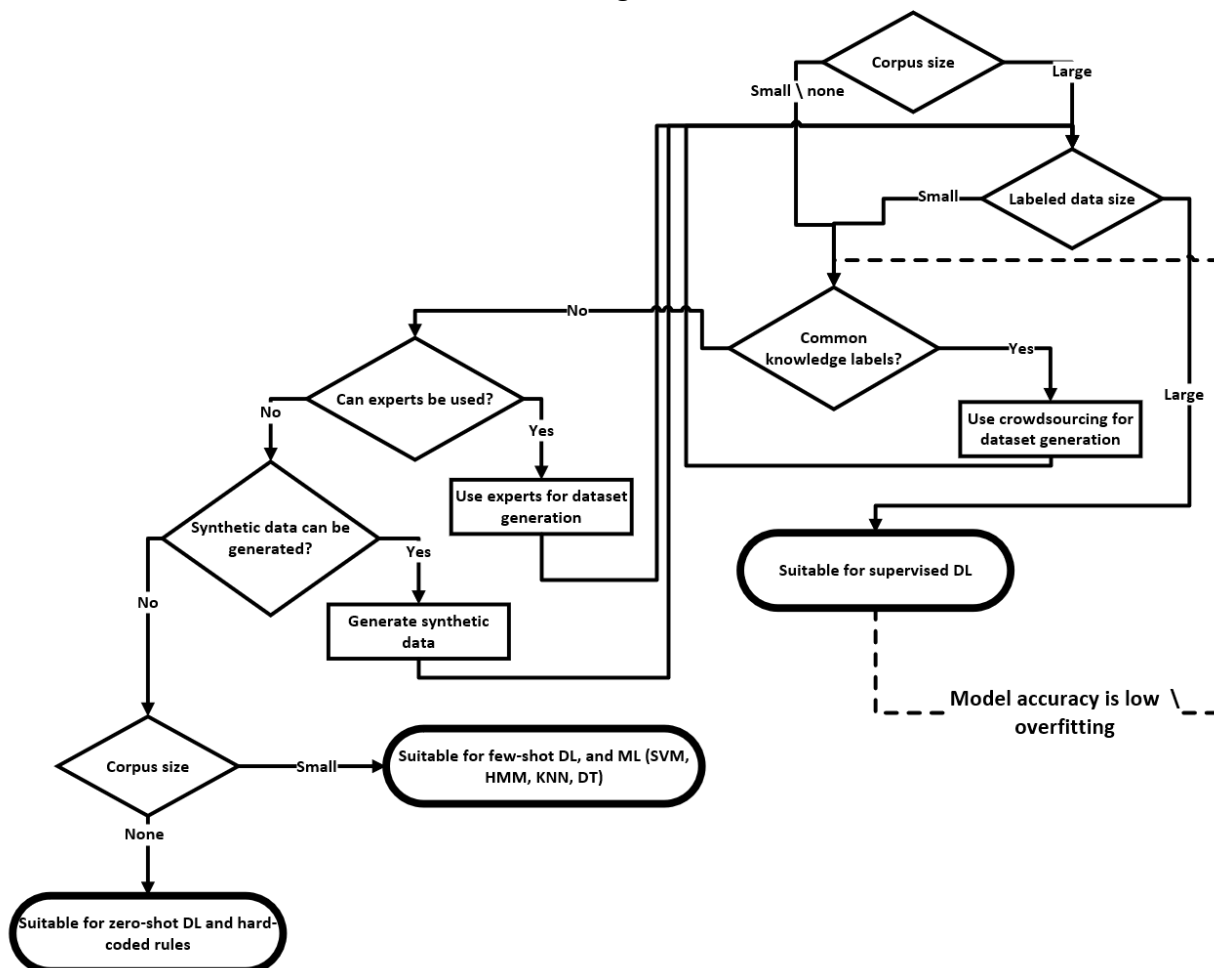 Corpus size
Large
Small \ none
Small
Labeled data size
No
Common
knowledge labels?
Yes
Can experts be used?
No
Yes
Large
Use crowdsourcing for
dataset generation
Use experts for dataset
generation
Synthetic data can be
generated?
Yes
Suitable for supervised DL
No
Generate synthetic
data
Model accuracy is low \
overfitting
Corpus size
Small
Suitable for few-shot DL, and ML (SVM,
HMM, KNN, DT)
None
Suitable for zero-shot DL and hard-
coded rules